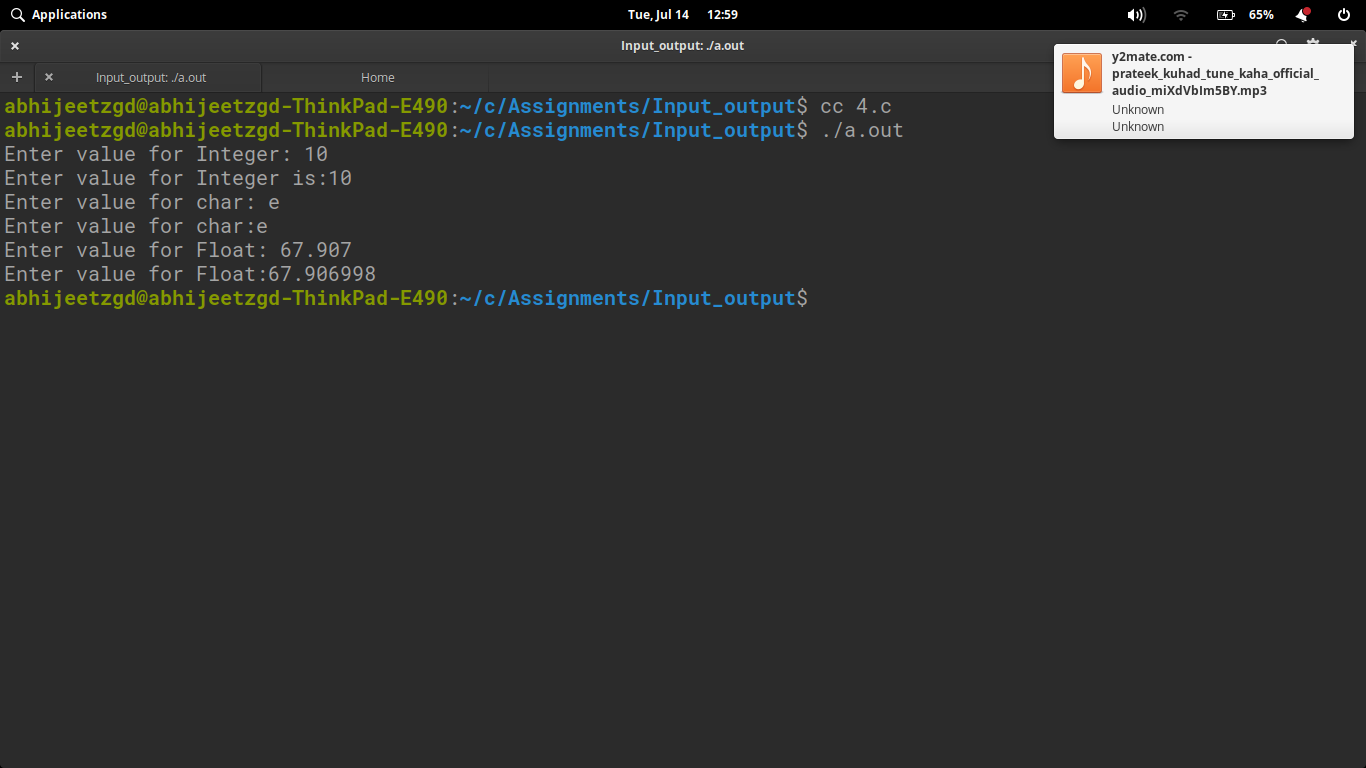 Applications
Tue, Jul 14 12:59
65%
Input_output: ./a.out
Input_output: ./a.out
Home
y2mate.com -
prateek_kuhad_tune_kaha_official_
audio_miXdVbIm5BY.mp3
Unknown
Unknown
abhijeetzgd@abhijeetzgd-ThinkPad-E490:~/c/Assignments/Input_output$ cc 4.c
abhijeetzgd@abhijeetzgd-ThinkPad-E490:~/c/Assignments/Input_output$ ./a.out
Enter value for Integer: 10
Enter value for Integer is:10
Enter value for char: e
Enter value for char:e
Enter value for Float: 67.907
Enter value for Float:67.906998
abhijeetzgd@abhijeetzgd-ThinkPad-E490:~/c/Assignments/Input_output$